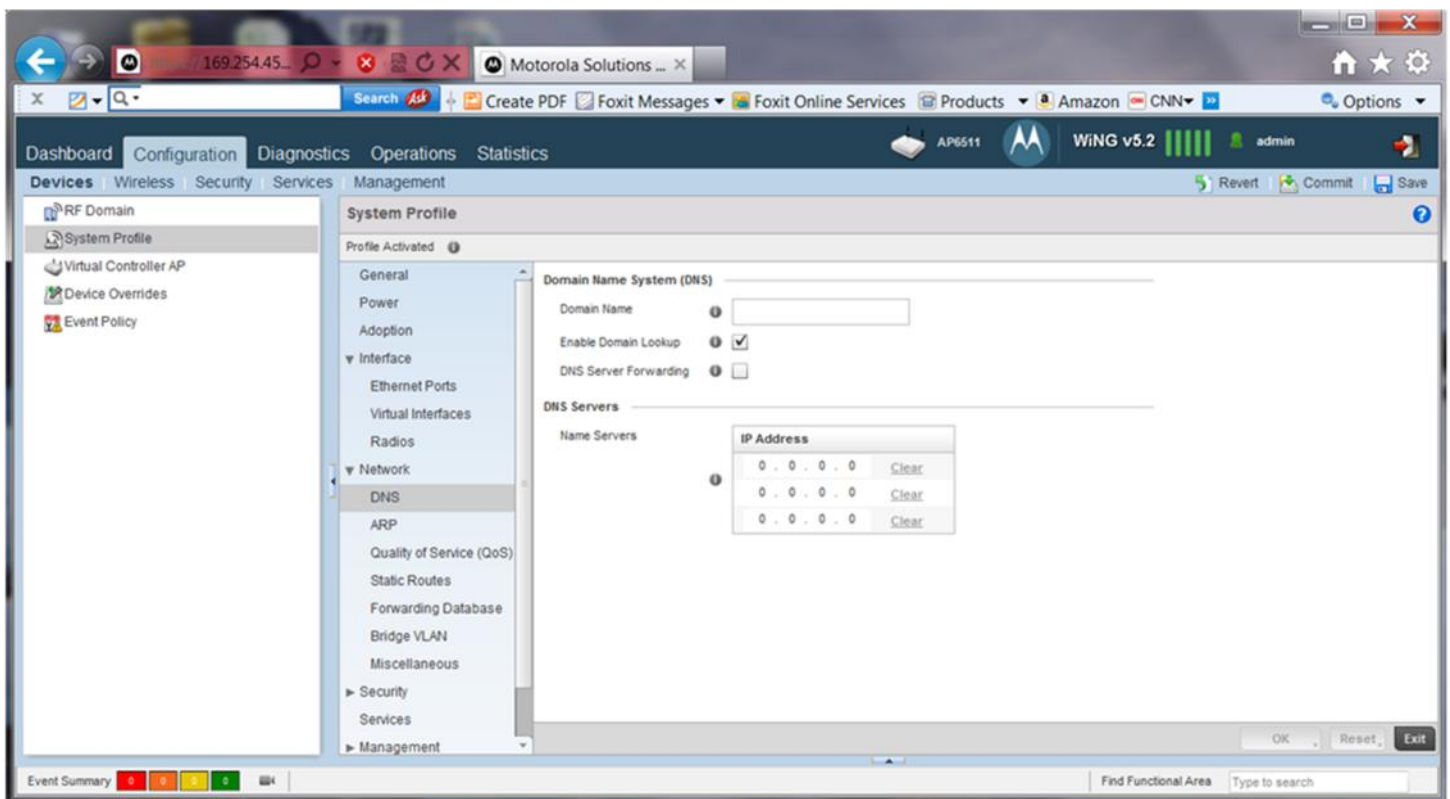 169.254.45...
Motorola Solutions ...
Search Ask
Create PDF Foxit Messages Foxit Online Services Products Amazon CNN
Options
AP6511 WiNG v5.2 admin
Dashboard Configuration Diagnostics Operations Statistics
Devices Wireless Security Services Management
Revert Commit Save
RF Domain
System Profile
Virtual Controller AP
Device Overrides
Event Policy
System Profile
Profile Activated
General
Power
Adoption
Interface
Ethernet Ports
Virtual Interfaces
Radios
Network
DNS
ARP
Quality of Service (QoS)
Static Routes
Forwarding Database
Bridge VLAN
Miscellaneous
Security
Services
Management
Domain Name System (DNS)
Domain Name
Enable Domain Lookup
DNS Server Forwarding
DNS Servers
Name Servers
IP Address
0 . 0 . 0 . 0 Clear
0 . 0 . 0 . 0 Clear
0 . 0 . 0 . 0 Clear
OK Reset Exit
Event Summary 0 0 0 0
Find Functional Area Type to search